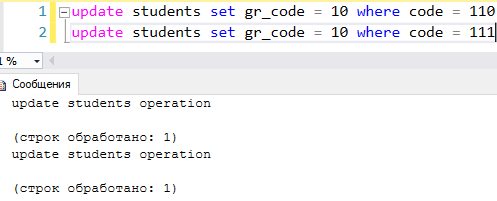 1 update students set gr_code = 10 where code = 110
2 update students set gr_code = 10 where code = 111
1 %
Сообщения
update students operation
(строк обработано: 1)
update students operation
(строк обработано: 1)